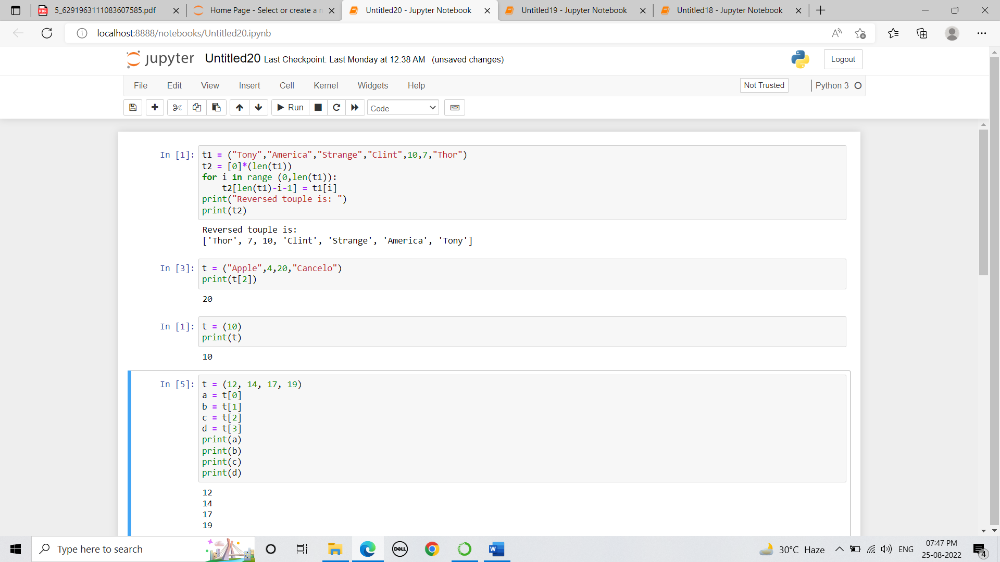 5_6291963111083607585.pdf
Home Page - Select or create a n
Untitled20 - Jupyter Notebook
Untitled19 - Jupyter Notebook
Untitled18 - Jupyter Notebook
localhost:8888/notebooks/Untitled20.ipynb
jupyter Untitled20 Last Checkpoint: Last Monday at 12:38 AM (unsaved changes)
Logout
File Edit View Insert Cell Kernel Widgets Help
Not Trusted
Python 3
Run
Code
In [1]: t1 = ("Tony","America","Strange","Clint",10,7,"Thor")
t2 = [0]*(len(t1))
for i in range (0,len(t1)):
    t2[len(t1)-i-1] = t1[i]
print("Reversed touple is: ")
print(t2)
Reversed touple is:
['Thor', 7, 10, 'Clint', 'Strange', 'America', 'Tony']
In [3]: t = ("Apple",4,20,"Cancelo")
print(t[2])
20
In [1]: t = (10)
print(t)
10
In [5]: t = (12, 14, 17, 19)
a = t[0]
b = t[1]
c = t[2]
d = t[3]
print(a)
print(b)
print(c)
print(d)
12
14
17
19
Type here to search
DELL
W
30°C Haze
ENG
07:47 PM
25-08-2022
4